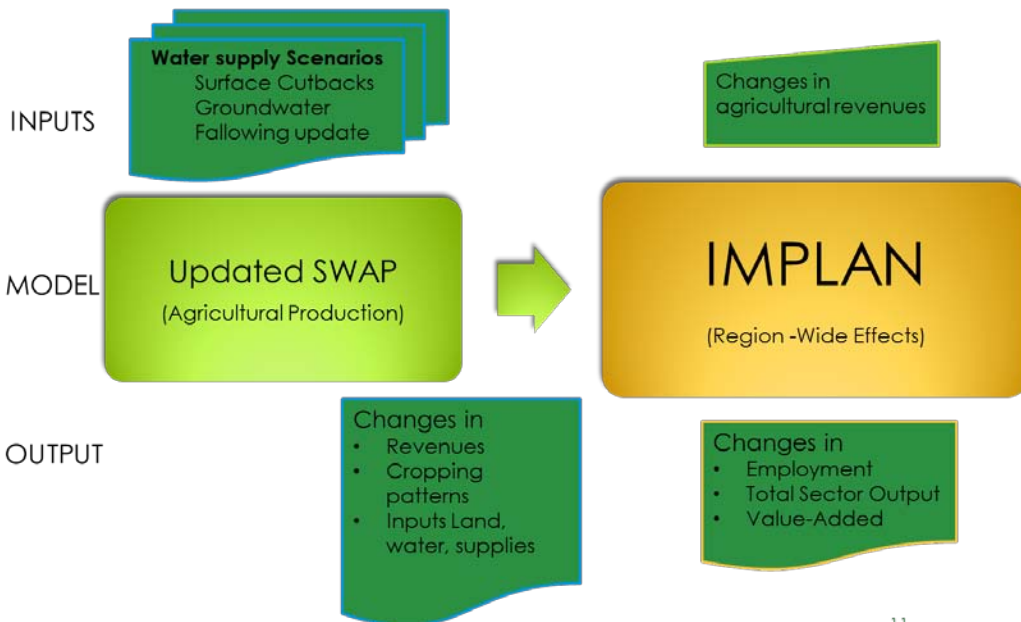 INPUTS
Water supply Scenarios
Surface Cutbacks
Groundwater
Fallowing update
Changes in
agricultural revenues
MODEL
Updated SWAP
(Agricultural Production)
IMPLAN
(Region -Wide Effects)
OUTPUT
Changes in
• Revenues
• Cropping
patterns
• Inputs Land,
water, supplies
Changes in
• Employment
• Total Sector Output
• Value-Added